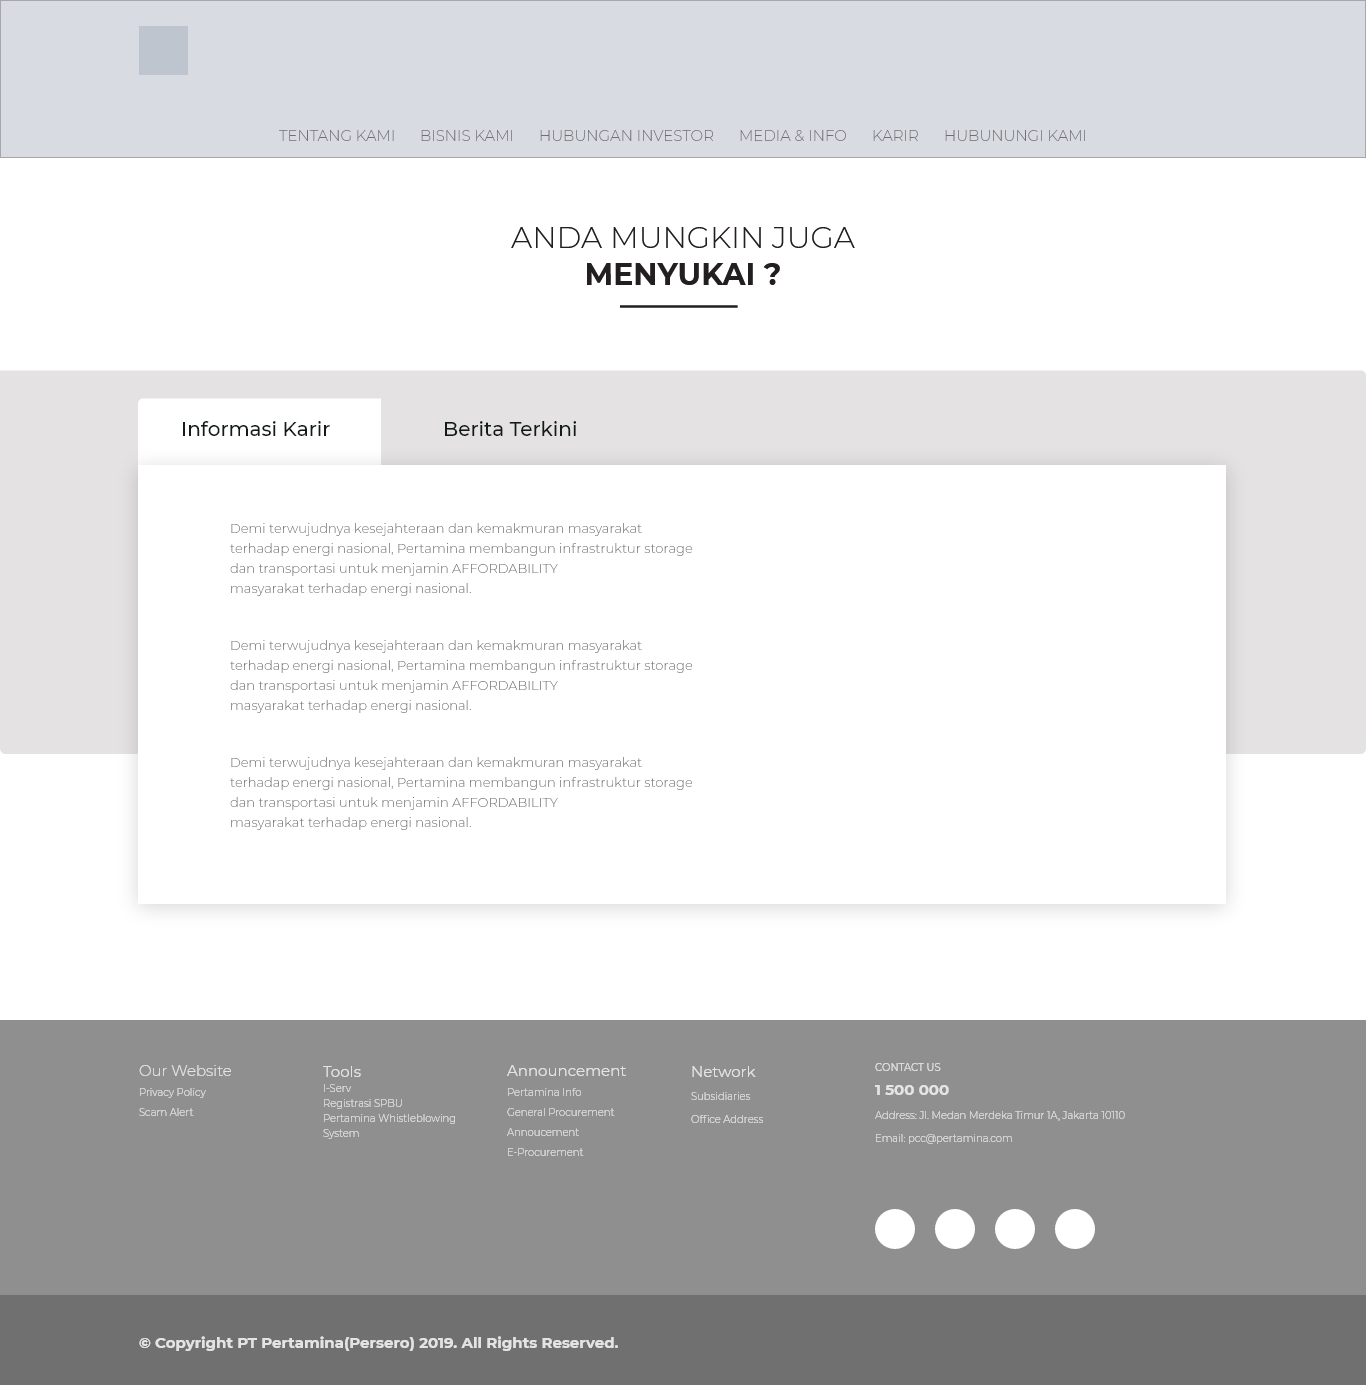 TENTANG KAMI BISNIS KAMI HUBUNGAN INVESTOR MEDIA & INFO KARIR HUBUNUNGI KAMI
ANDA MUNGKIN JUGA
MENYUKAI ?
Informasi Karir Berita Terkini
Demi terwujudnya kesejahteraan dan kemakmuran masyarakat
terhadap energi nasional, Pertamina membangun infrastruktur storage
dan transportasi untuk menjamin AFFORDABILITY
masyarakat terhadap energi nasional.
Demi terwujudnya kesejahteraan dan kemakmuran masyarakat
terhadap energi nasional, Pertamina membangun infrastruktur storage
dan transportasi untuk menjamin AFFORDABILITY
masyarakat terhadap energi nasional.
Demi terwujudnya kesejahteraan dan kemakmuran masyarakat
terhadap energi nasional, Pertamina membangun infrastruktur storage
dan transportasi untuk menjamin AFFORDABILITY
masyarakat terhadap energi nasional.
Our Website
Privacy Policy
Scam Alert
Tools
I-Serv
Registrasi SPBU
Pertamina Whistleblowing
System
Announcement
Pertamina Info
General Procurement
Annoucement
E-Procurement
Network
Subsidiaries
Office Address
CONTACT US
1 500 000
Address: Jl. Medan Merdeka Timur 1A, Jakarta 10110
Email: pcc@pertamina.com
© Copyright PT Pertamina(Persero) 2019. All Rights Reserved.